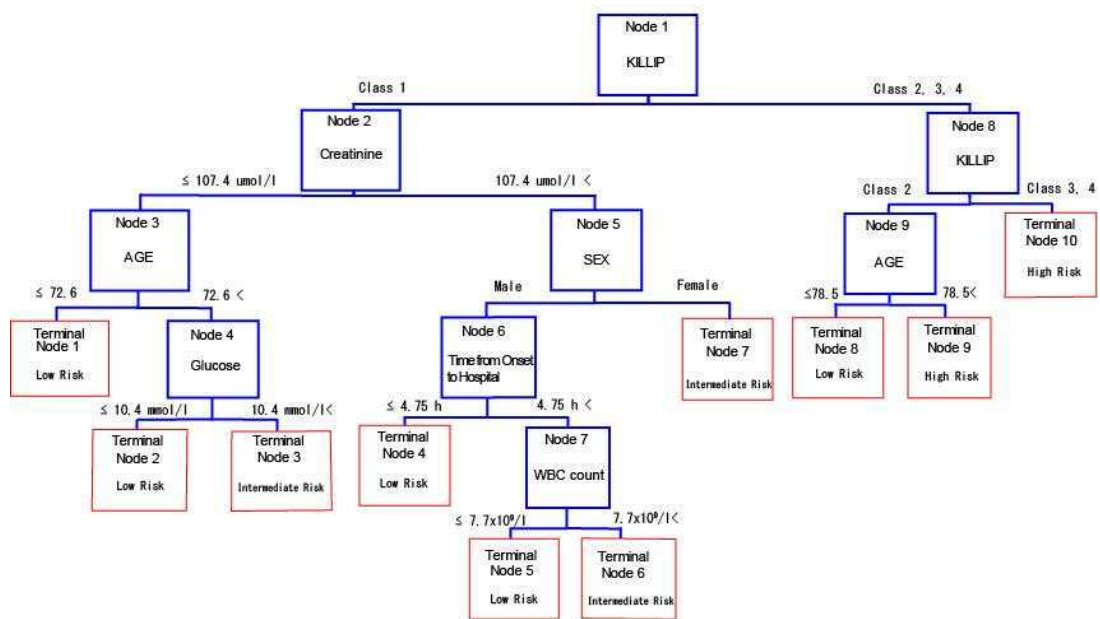 Node 1
KILLIP
Class 1
Class 2, 3, 4
Node 2
Creatinine
Node 8
KILLIP
≤ 107.4 umol/l
107.4 umol/l <
Class 2
Class 3, 4
Node 3
AGE
Node 5
SEX
Node 9
AGE
Terminal
Node 10
High Risk
≤ 72.6
72.6 <
Male
Female
≤78.5
78.5<
Terminal
Node 1
Low Risk
Node 4
Glucose
Node 6
Time from Onset
to Hospital
Terminal
Node 7
Intermediate Risk
Terminal
Node 8
Low Risk
Terminal
Node 9
High Risk
≤ 10.4 mmol/l
10.4 mmol/l<
≤ 4.75 h
4.75 h <
Terminal
Node 2
Low Risk
Terminal
Node 3
Intermediate Risk
Terminal
Node 4
Low Risk
Node 7
WBC count
≤ 7.7x10⁹/l
7.7x10⁹/l<
Terminal
Node 5
Low Risk
Terminal
Node 6
Intermediate Risk